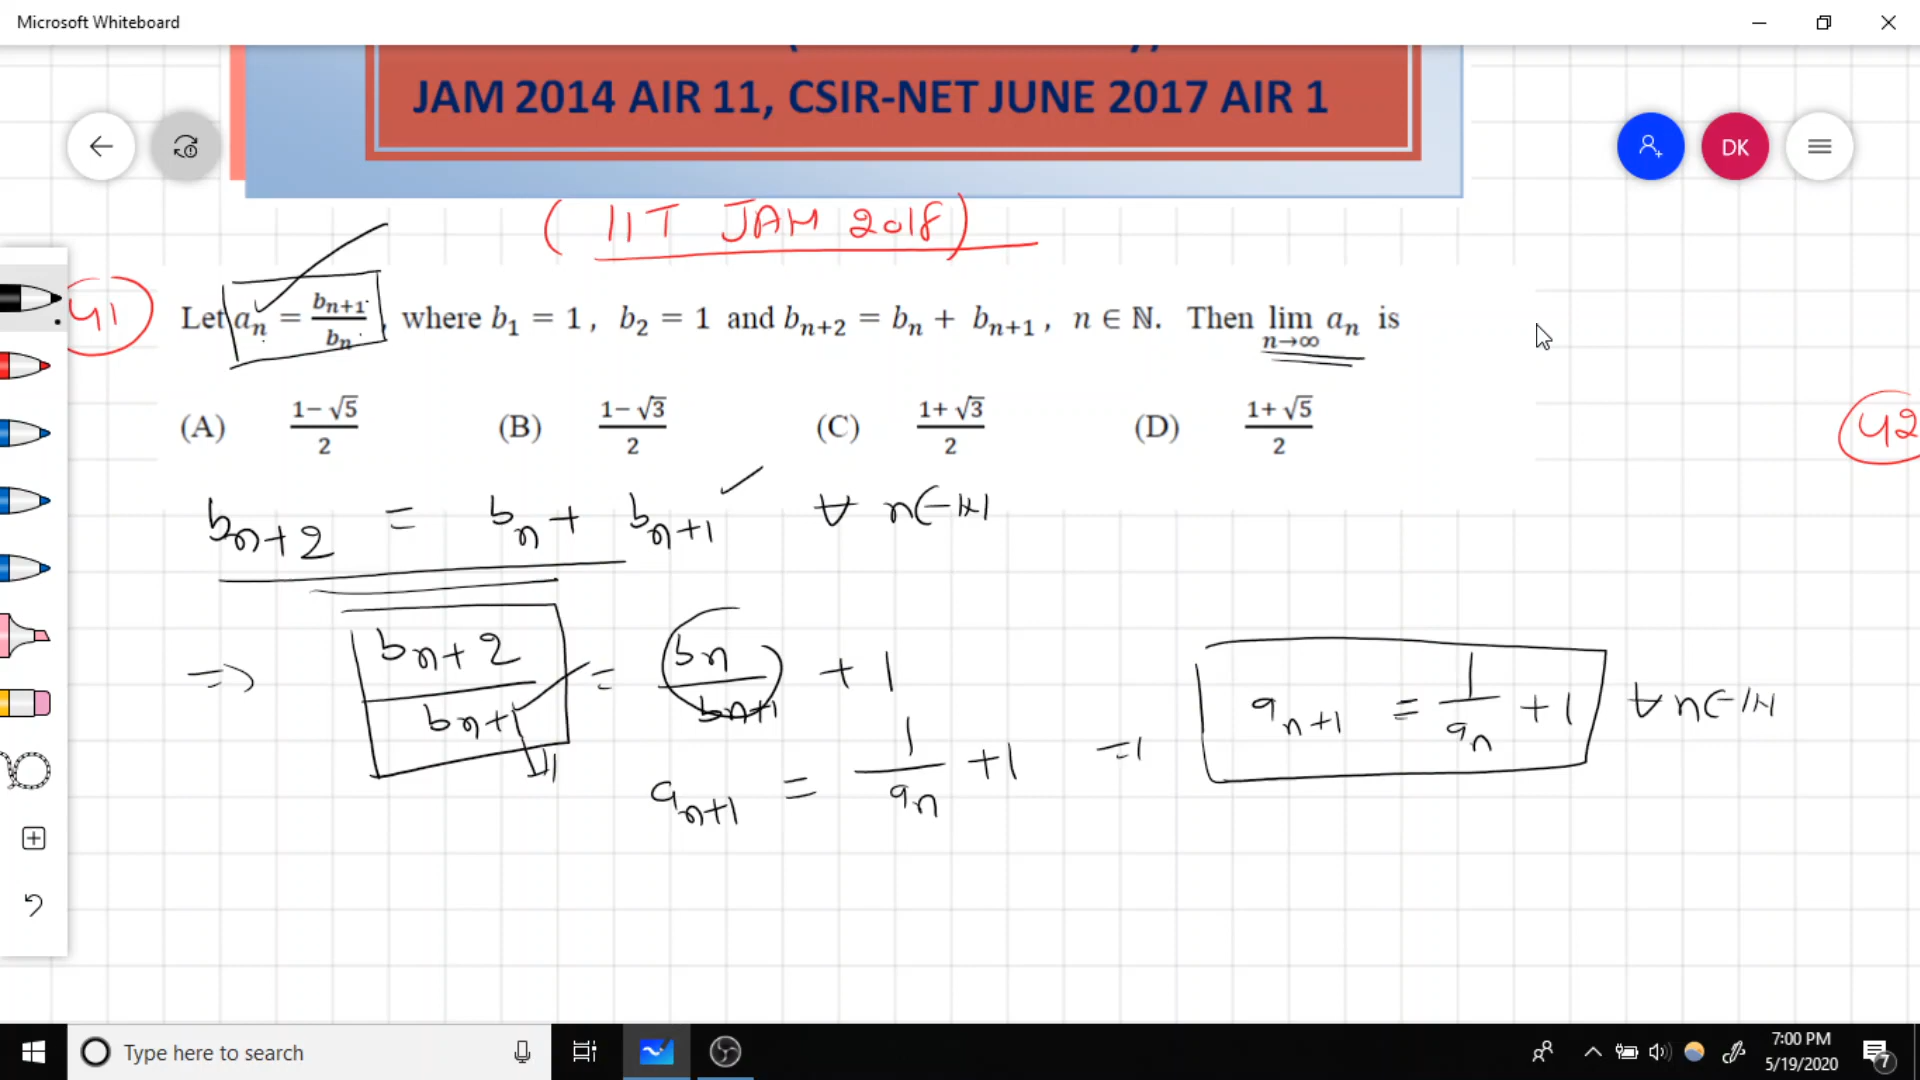 Microsoft Whiteboard
JAM 2014 AIR 11, CSIR-NET JUNE 2017 AIR 1
DK
(IIT JAM 2018)
41
Let aₙ = bₙ₊₁/bₙ, where b₁ = 1, b₂ = 1 and bₙ₊₂ = bₙ + bₙ₊₁, n ∈ ℕ. Then lim n→∞ aₙ is
(A) (1−√5)/2 (B) (1−√3)/2 (C) (1+√3)/2 (D) (1+√5)/2
42
bₙ₊₂ = bₙ + bₙ₊₁ ∀ n∈ℕ
=> bₙ₊₂/bₙ₊₁ = bₙ/bₙ₊₁ + 1
aₙ₊₁ = 1/aₙ + 1 => aₙ₊₁ = 1/aₙ + 1 ∀ n∈ℕ
Type here to search
7:00 PM
5/19/2020
7